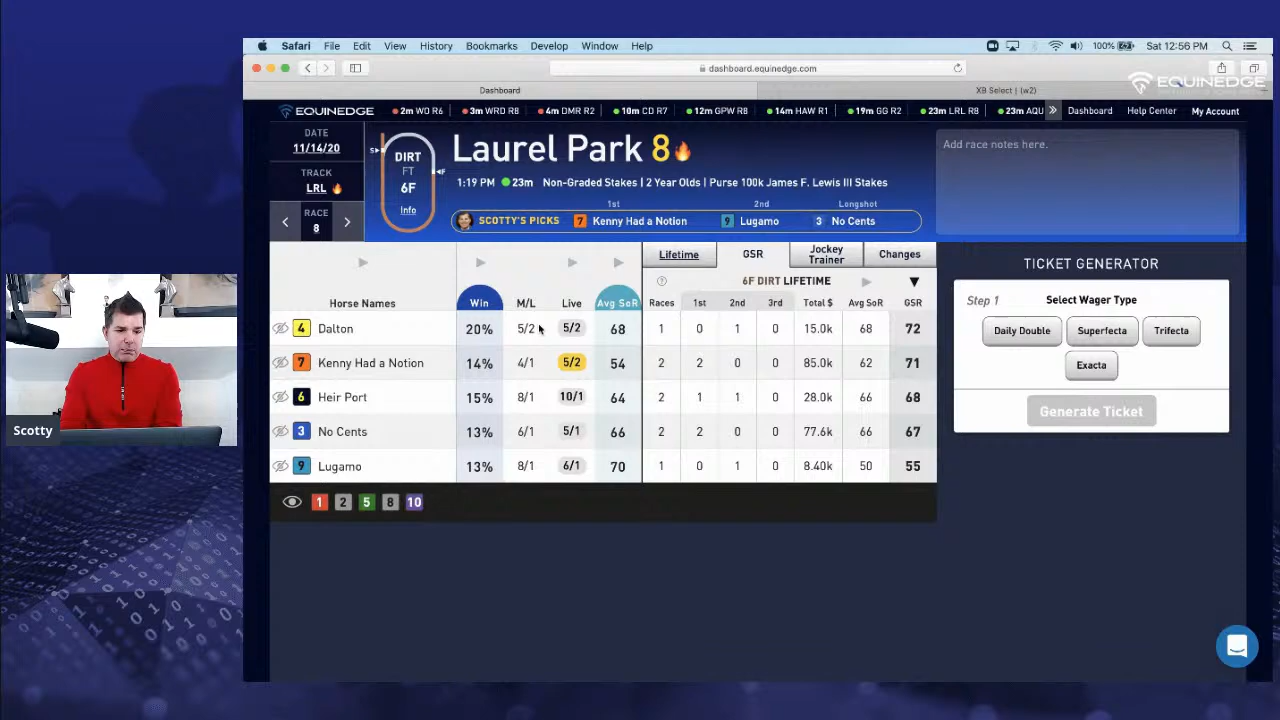 Safari File Edit View History Bookmarks Develop Window Help 100% Sat 12:56 PM
dashboard.equinedge.com
EQUINEDGE
Dashboard XB Select | (w2)
EQUINEDGE 2m WO R6 3m WRD R8 4m DMR R2 10m CD R7 12m GPW R8 14m HAW R1 19m GG R2 23m LRL R8 23m AQU Dashboard Help Center My Account
DATE
11/14/20
TRACK
LRL
RACE
8
S
DIRT
FT
6F
F
Info
Laurel Park 8
1:19 PM 23m Non-Graded Stakes | 2 Year Olds | Purse 100k James F. Lewis III Stakes
1st 2nd Longshot
SCOTTY'S PICKS 7 Kenny Had a Notion 9 Lugamo 3 No Cents
Add race notes here.
Lifetime GSR Jockey Trainer Changes
6F DIRT LIFETIME
Horse Names Win M/L Live Avg SoR Races 1st 2nd 3rd Total $ Avg SoR GSR
4 Dalton 20% 5/2 5/2 68 1 0 1 0 15.0k 68 72
7 Kenny Had a Notion 14% 4/1 5/2 54 2 2 0 0 85.0k 62 71
6 Heir Port 15% 8/1 10/1 64 2 1 1 0 28.0k 66 68
3 No Cents 13% 6/1 5/1 66 2 2 0 0 77.6k 66 67
9 Lugamo 13% 8/1 6/1 70 1 0 1 0 8.40k 50 55
1 2 5 8 10
TICKET GENERATOR
Step 1 Select Wager Type
Daily Double Superfecta Trifecta
Exacta
Generate Ticket
Scotty